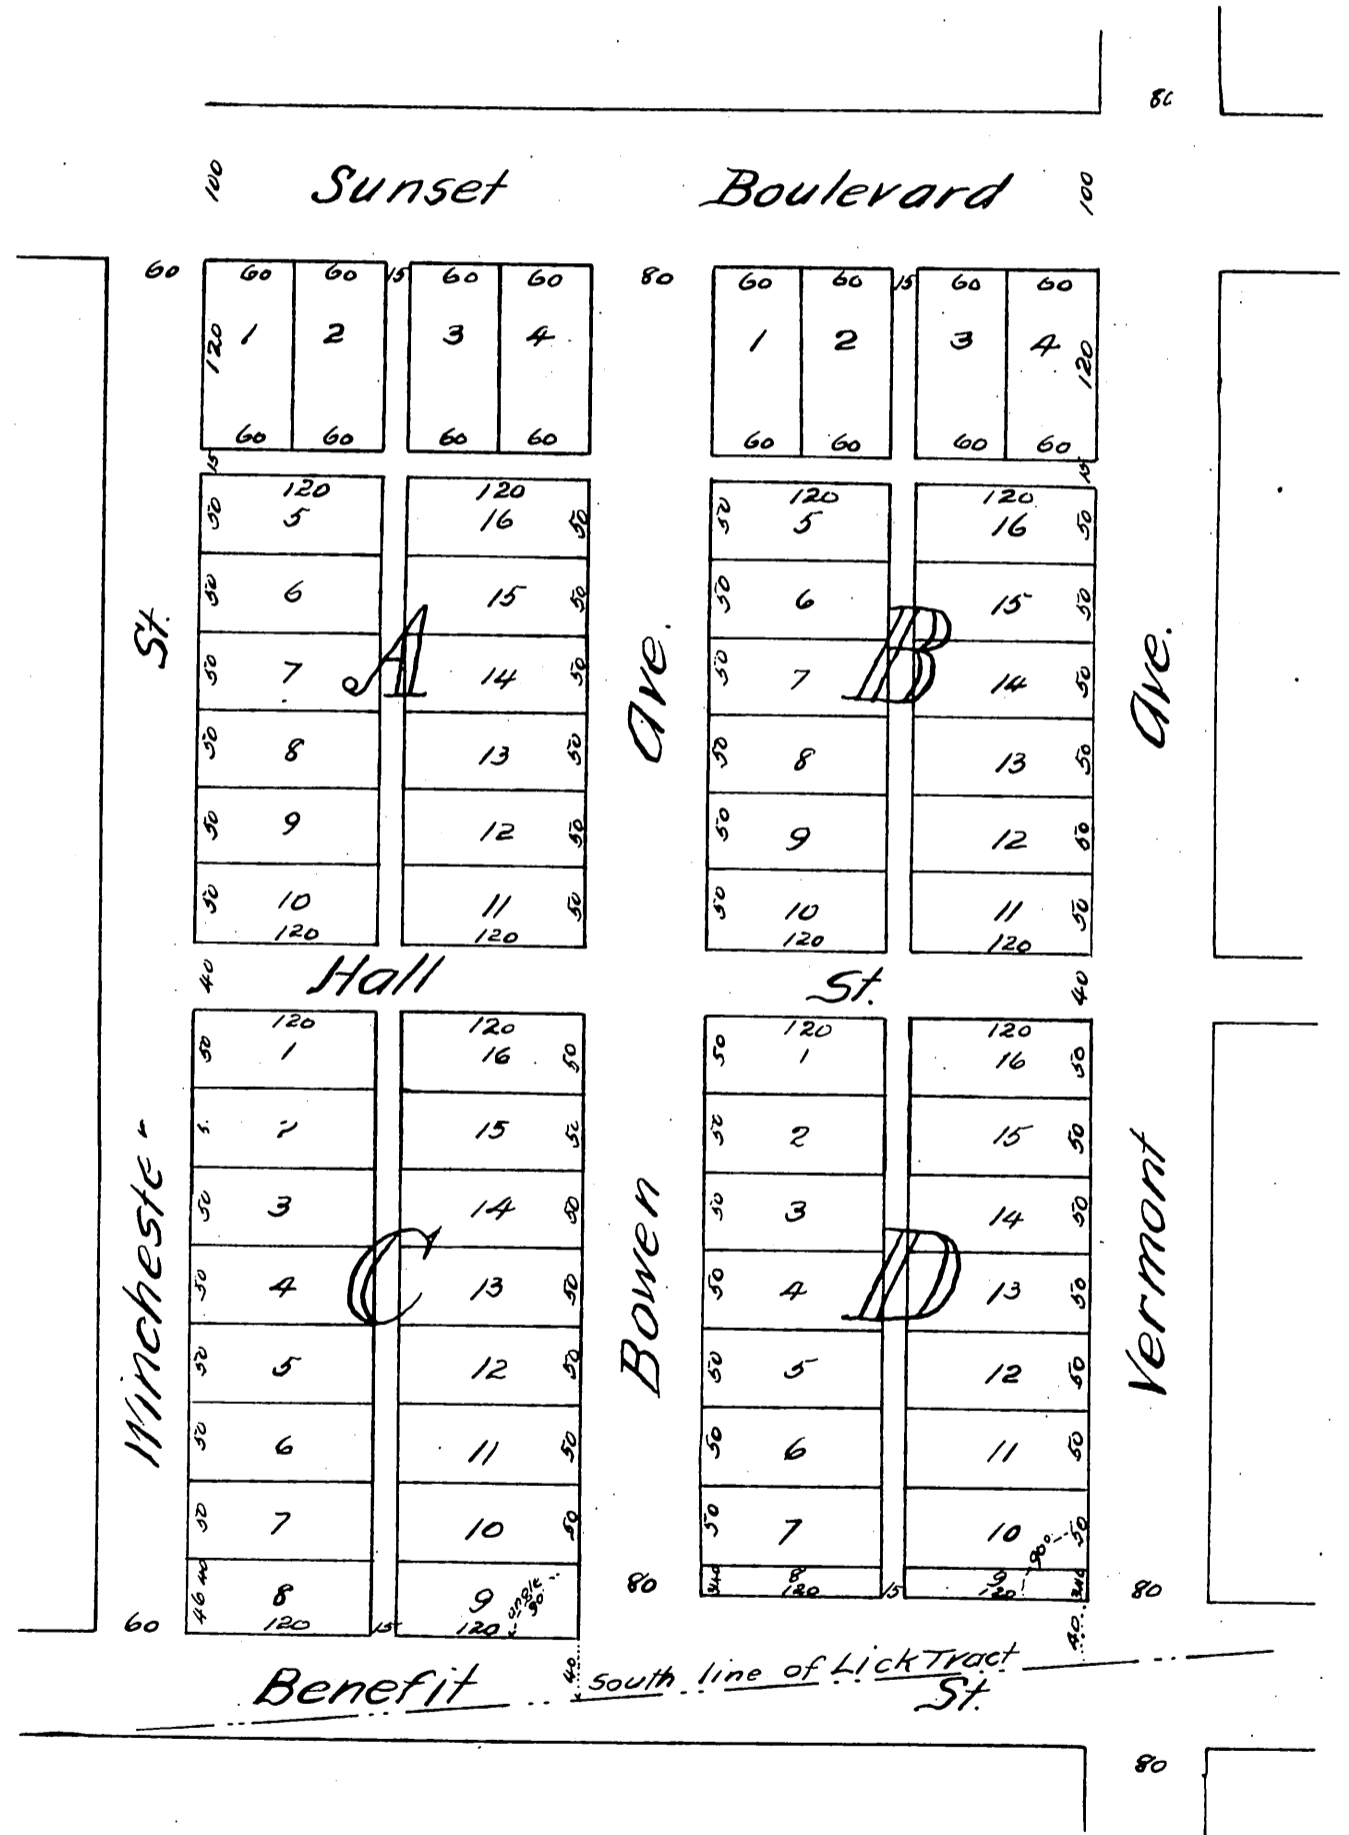 80
100 Sunset Boulevard 100
60 60 60 15 60 60 80 60 60 15 60 60
120 1 2 3 4 1 2 3 4 120
60 60 60 60 60 60 60 60
15 15
120 120 120 120
50 5 16 50 50 5 16 50
50 6 15 50 50 6 15 50
St. A Ave. B Ave.
50 7 14 50 50 7 14 50
50 8 13 50 50 8 13 50
50 9 12 50 50 9 12 50
50 10 11 50 50 10 11 50
120 120 120 120
40 Hall St. 40
120 120 120 120
50 1 16 50 50 1 16 50
2 15 50 50 2 15 50
50 3 14 50 50 3 14 50
Winchester C Bowen D Vermont
50 4 13 50 50 4 13 50
50 5 12 50 50 5 12 50
50 6 11 50 50 6 11 50
50 7 10 50 50 7 10 50
90°
8 9 angle 90° 80 8 9 80
60 120 15 120 120 15 120
40 South line of Lick Tract 40
Benefit St.
80